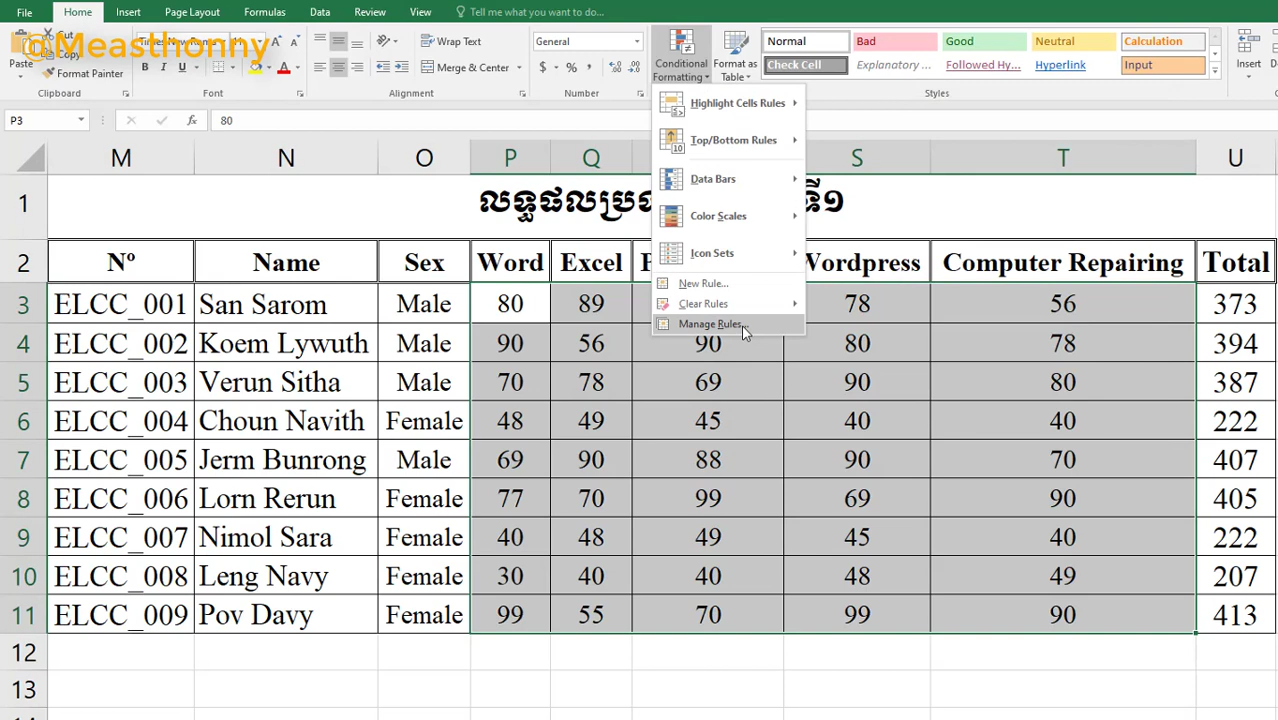 File Home Insert Page Layout Formulas Data Review View Tell me what you want to do...
@Measthonny
Cut
Copy
Format Painter
Paste
Clipboard
B I U A
Font
Wrap Text
Merge & Center
Alignment
General
$ % ,
Number
Conditional Formatting
Format as Table
Normal Bad Good Neutral Calculation
Check Cell Explanatory ... Followed Hy... Hyperlink Input
Styles
Insert
P3 fx 80
Highlight Cells Rules
Top/Bottom Rules
Data Bars
Color Scales
Icon Sets
New Rule...
Clear Rules
Manage Rules...
M N O P Q S T U
1 លទ្ធផលប្រ ទី១
2 Nº Name Sex Word Excel Wordpress Computer Repairing Total
3 ELCC_001 San Sarom Male 80 89 78 56 373
4 ELCC_002 Koem Lywuth Male 90 56 90 80 78 394
5 ELCC_003 Verun Sitha Male 70 78 69 90 80 387
6 ELCC_004 Choun Navith Female 48 49 45 40 40 222
7 ELCC_005 Jerm Bunrong Male 69 90 88 90 70 407
8 ELCC_006 Lorn Rerun Female 77 70 99 69 90 405
9 ELCC_007 Nimol Sara Female 40 48 49 45 40 222
10 ELCC_008 Leng Navy Female 30 40 40 48 49 207
11 ELCC_009 Pov Davy Female 99 55 70 99 90 413
12
13